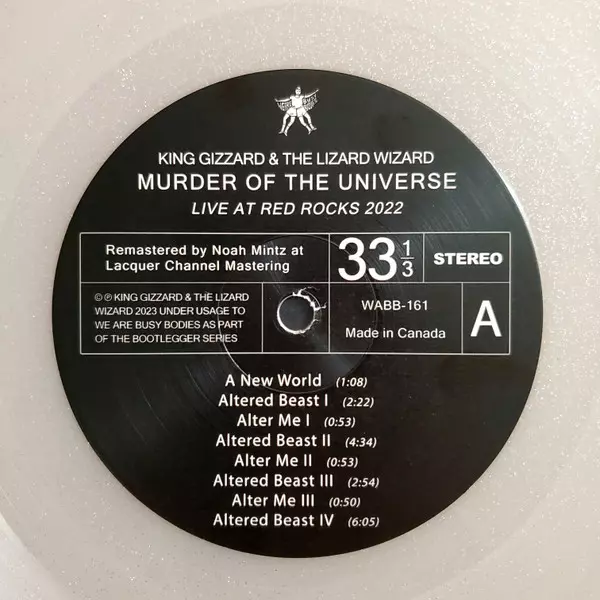 KING GIZZARD & THE LIZARD WIZARD
MURDER OF THE UNIVERSE
LIVE AT RED ROCKS 2022
Remastered by Noah Mintz at
Lacquer Channel Mastering
33 1/3
STEREO
© ℗ KING GIZZARD & THE LIZARD
WIZARD 2023 UNDER USAGE TO
WE ARE BUSY BODIES AS PART
OF THE BOOTLEGGER SERIES
WABB-161
Made in Canada
A
A New World (1:08)
Altered Beast I (2:22)
Alter Me I (0:53)
Altered Beast II (4:34)
Alter Me II (0:53)
Altered Beast III (2:54)
Alter Me III (0:50)
Altered Beast IV (6:05)